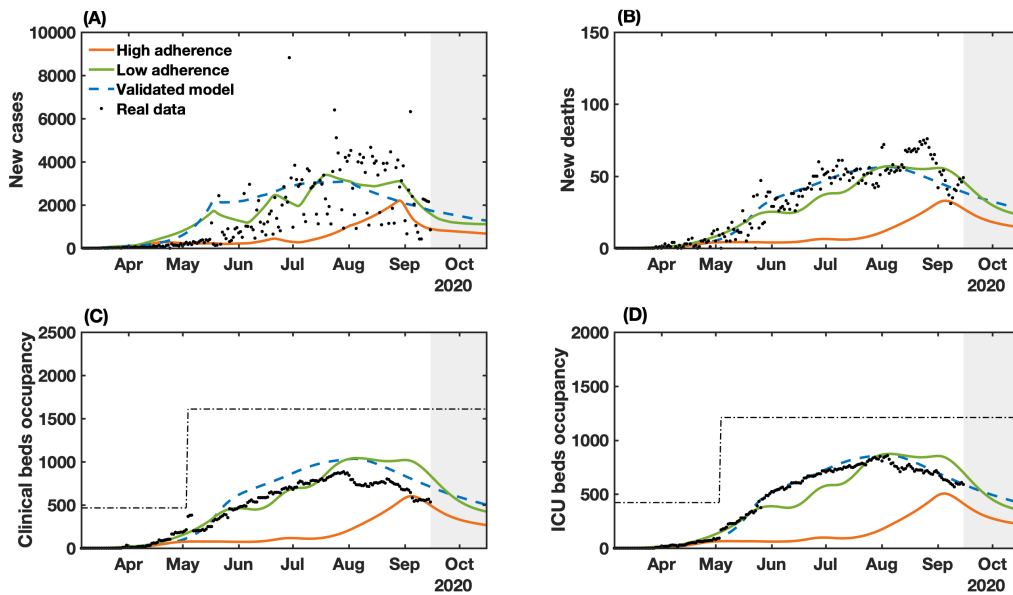 (A)
10000
8000
6000
4000
2000
0
New cases
High adherence
Low adherence
Validated model
Real data
Apr May Jun Jul Aug Sep Oct
2020
(B)
150
100
50
0
New deaths
Apr May Jun Jul Aug Sep Oct
2020
(C)
2500
2000
1500
1000
500
0
Clinical beds occupancy
Apr May Jun Jul Aug Sep Oct
2020
(D)
2000
1500
1000
500
0
ICU beds occupancy
Apr May Jun Jul Aug Sep Oct
2020